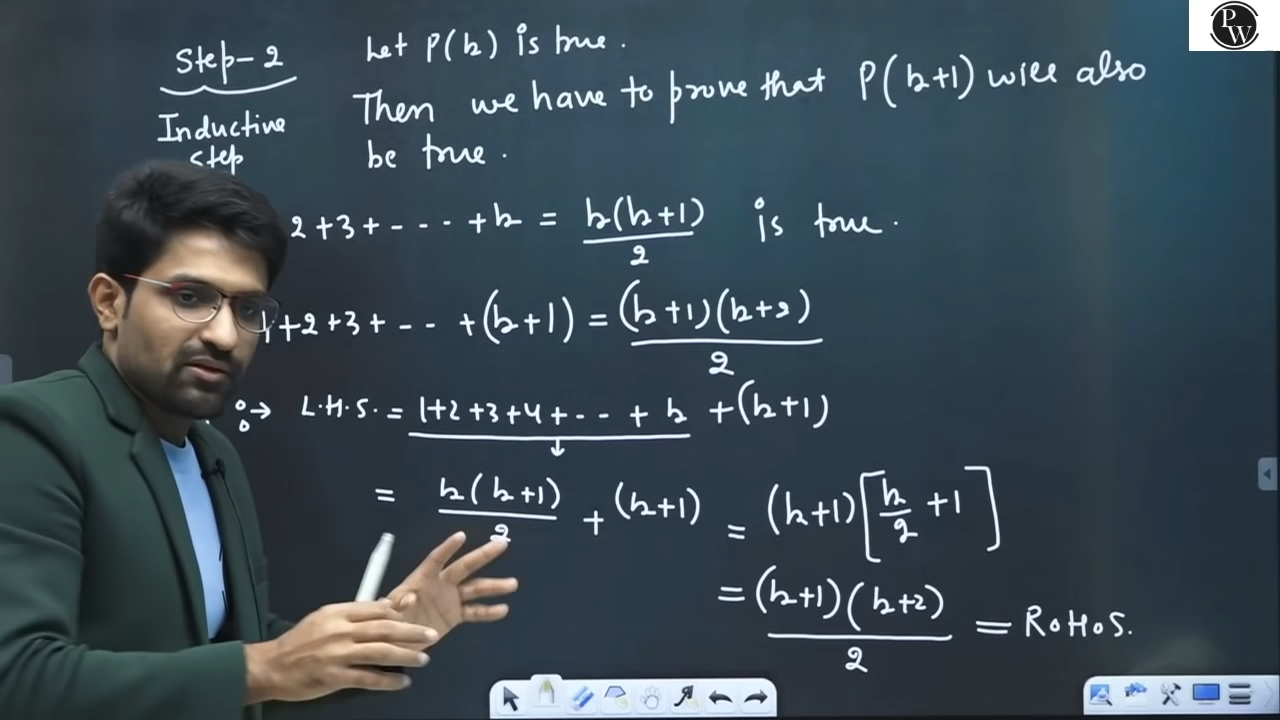 PW
Step-2
Let P(k) is true.
Then we have to prove that P(k+1) will also
be true.
Inductive
step
2+3+----+k = k(k+1)/2 is true.
1+2+3+--- +(k+1) = (k+1)(k+2)/2
L.H.S. = 1+2+3+4+--- + k +(k+1)
= k(k+1)/2 + (k+1) = (k+1)[k/2 +1]
= (k+1)(k+2)/2 = R.H.S.